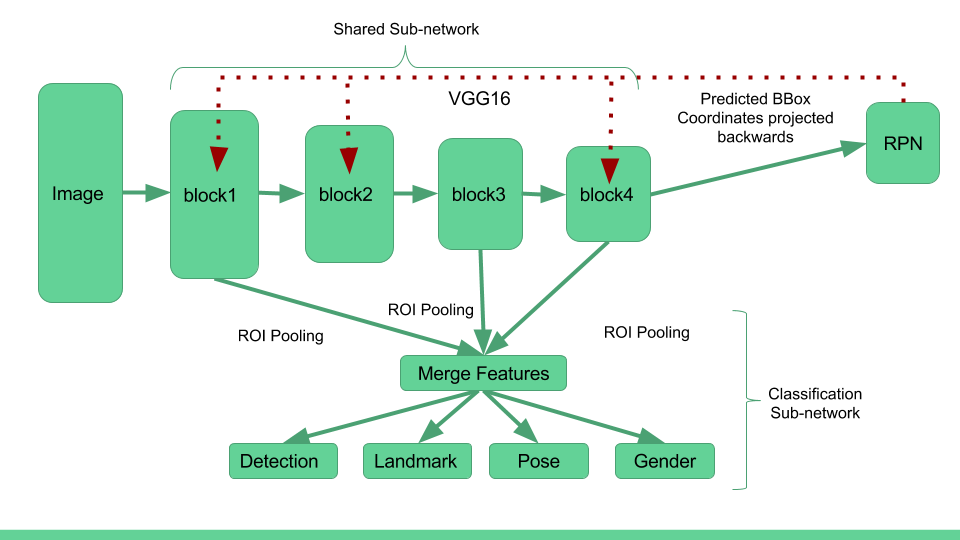 Shared Sub-network
VGG16
Predicted BBox
Coordinates projected
backwards
RPN
Image
block1
block2
block3
block4
ROI Pooling
ROI Pooling
ROI Pooling
Merge Features
Classification
Sub-network
Detection
Landmark
Pose
Gender